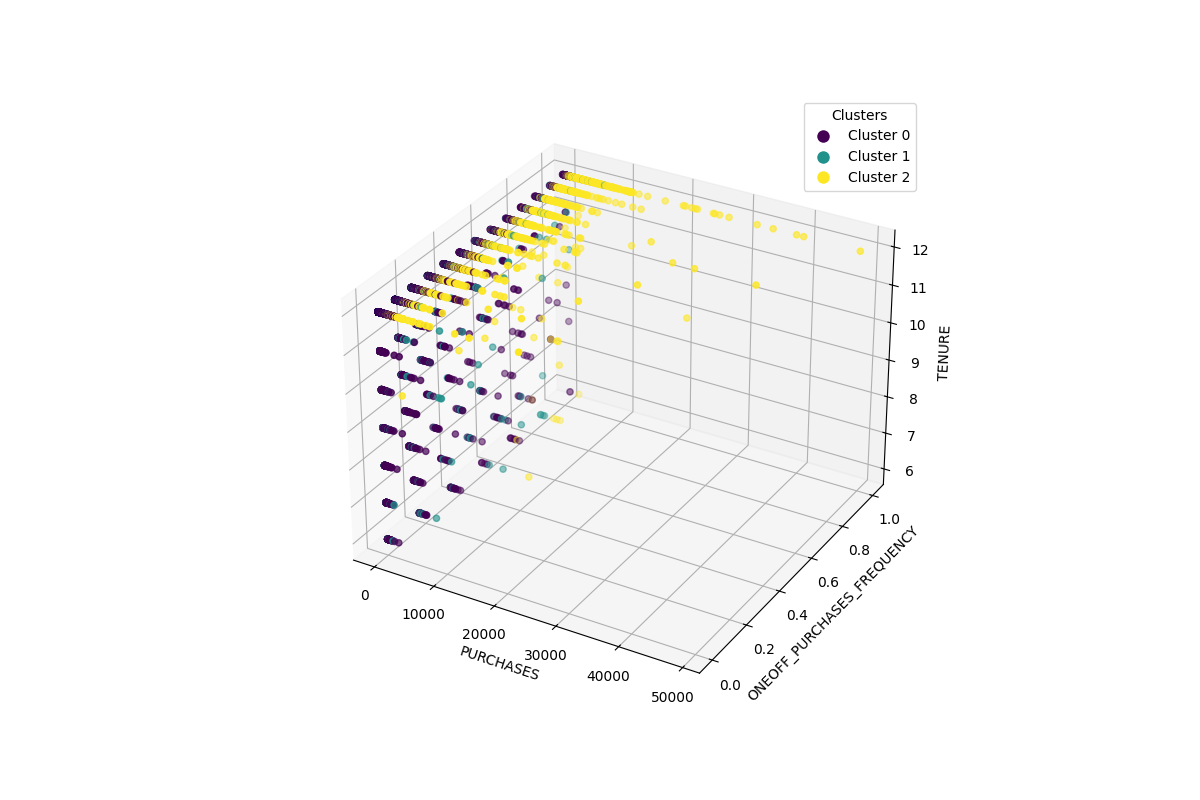 Clusters
Cluster 0
Cluster 1
Cluster 2
12
11
10
9
8
7
6
TENURE
0
10000
20000
30000
40000
50000
PURCHASES
0.0
0.2
0.4
0.6
0.8
1.0
ONEOFF_PURCHASES_FREQUENCY